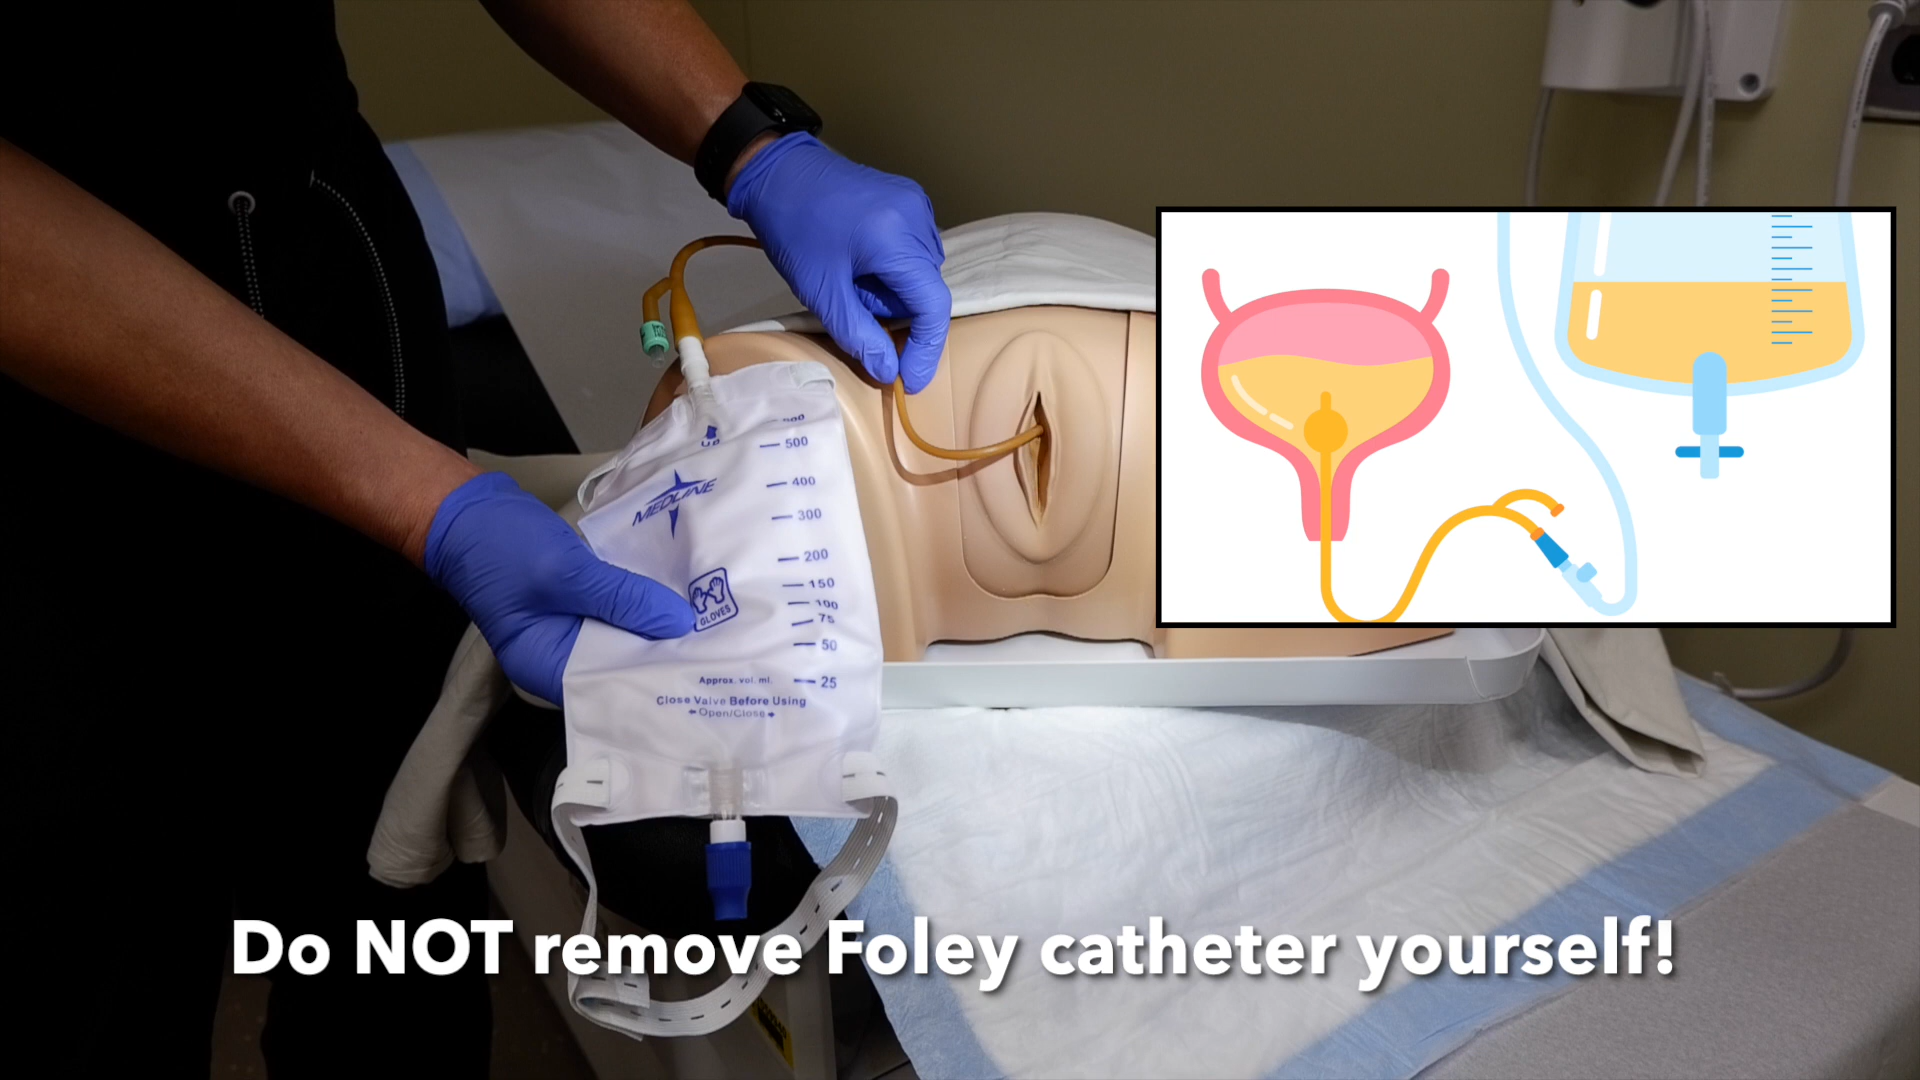 UP
500
MEDLINE
400
300
200
150
100
75
GLOVES
50
Approx. vol. ml.
25
Close Valve Before Using
Open/Close
Do NOT remove Foley catheter yourself!